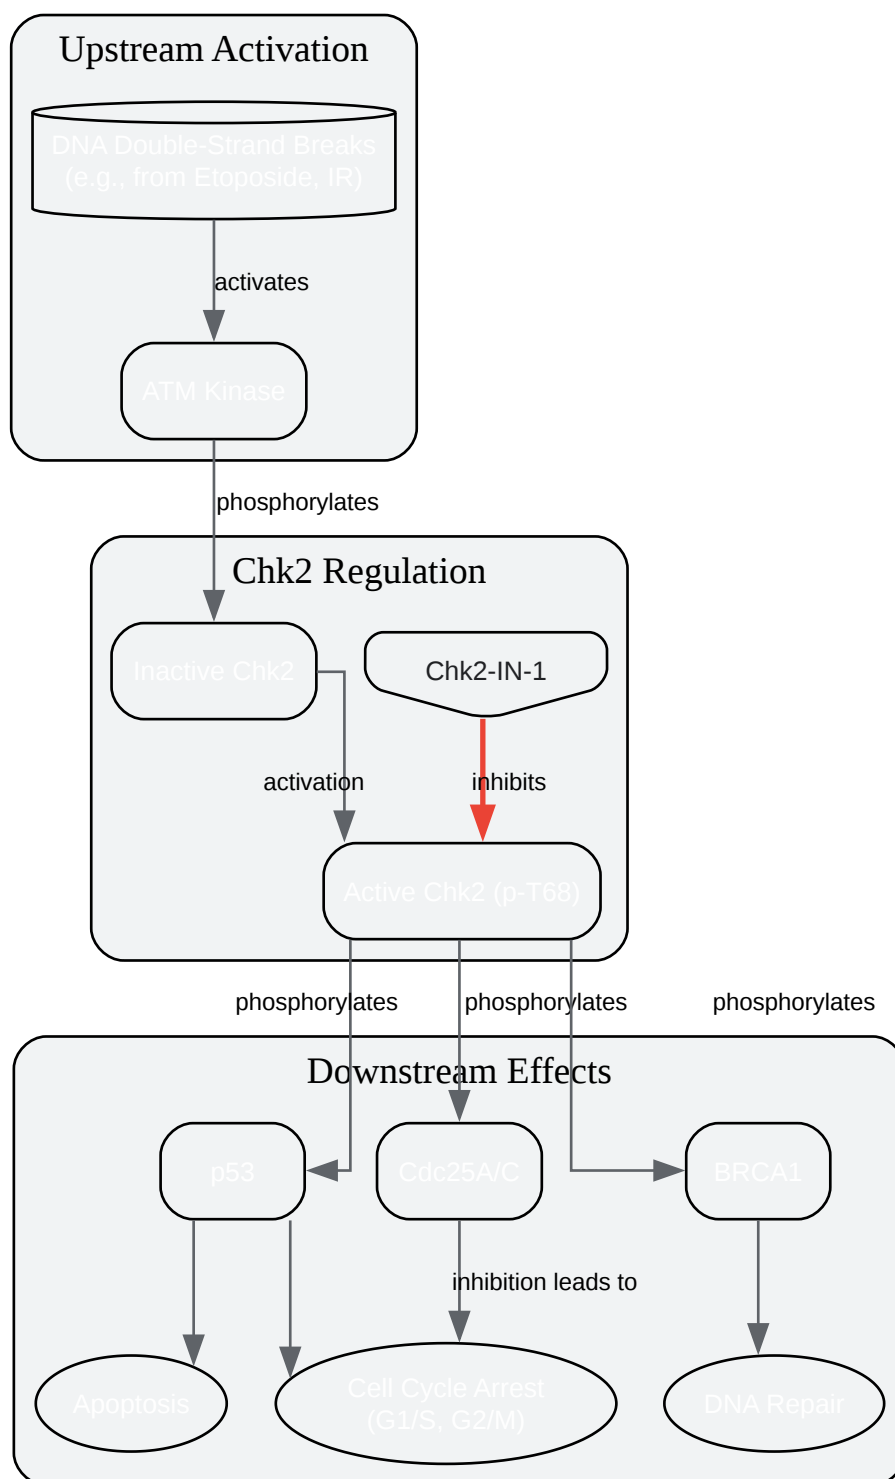 Upstream Activation
DNA Double-Strand Breaks
(e.g., from Etoposide, IR)
activates
ATM Kinase
phosphorylates
Chk2 Regulation
Inactive Chk2
Chk2-IN-1
activation
inhibits
Active Chk2 (p-T68)
phosphorylates
phosphorylates
phosphorylates
Downstream Effects
p53
Cdc25A/C
BRCA1
inhibition leads to
Apoptosis
Cell Cycle Arrest
(G1/S, G2/M)
DNA Repair